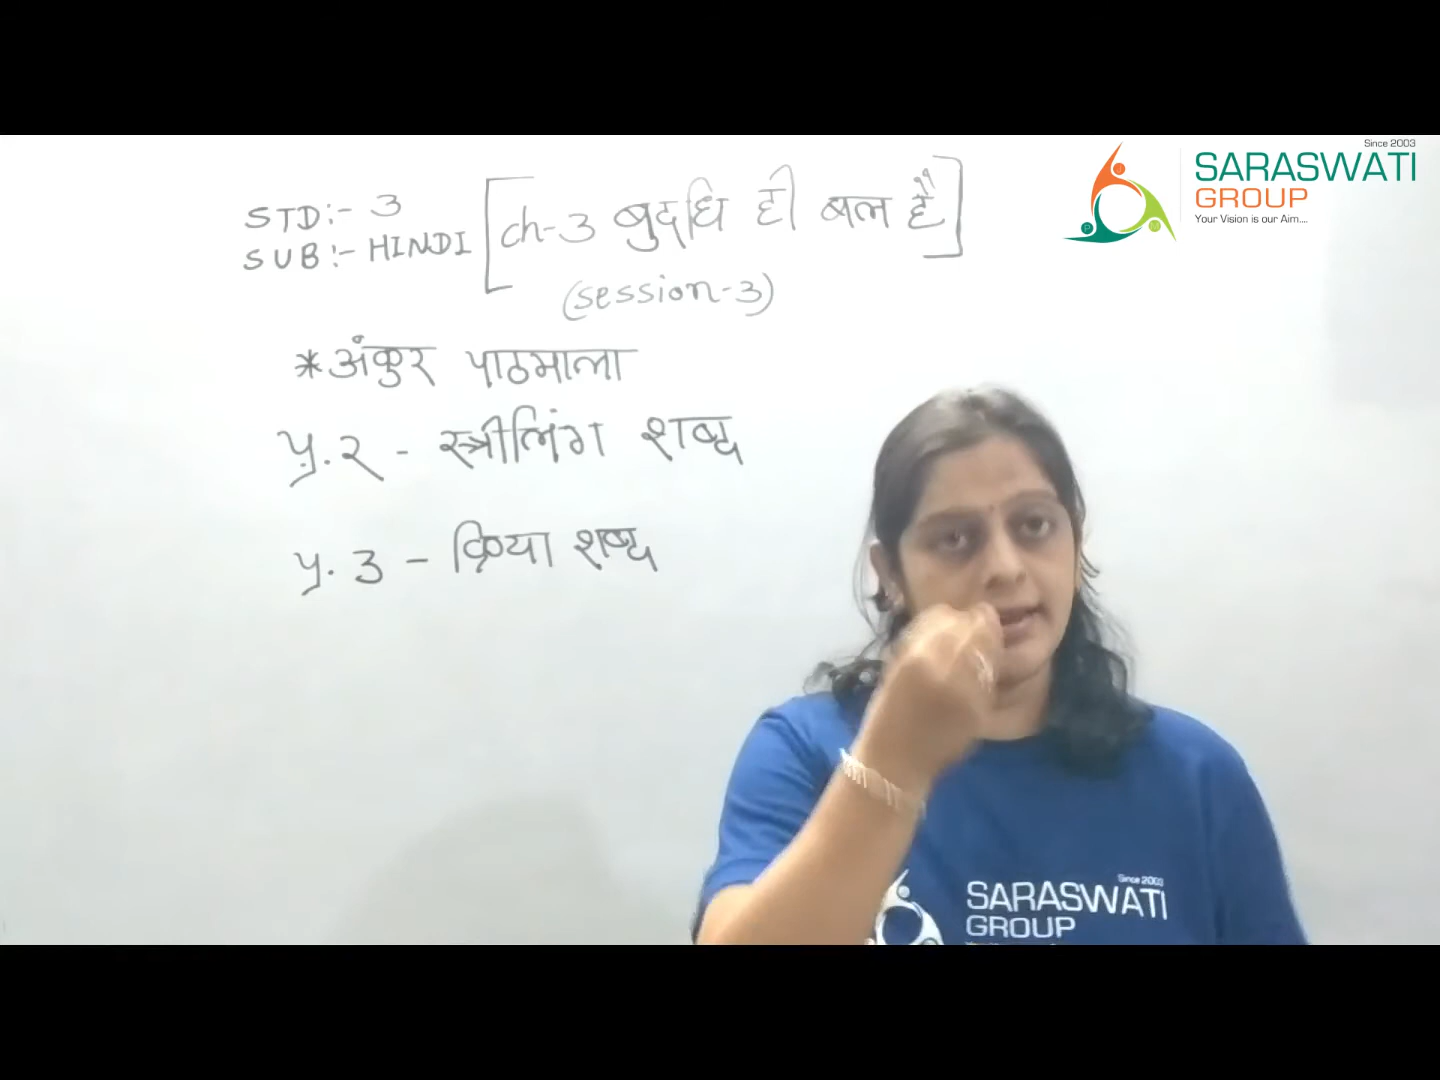 STD:- 3
SUB:- HINDI
[ch-3 बुद्धि ही बल है]
(session-3)
* अंकुर पाठमाला
प्र.२ - स्त्रीलिंग शब्द
प्र.3 - क्रिया शब्द
Since 2003
SARASWATI
GROUP
Your Vision is our Aim....
Since 2003
SARASWATI
GROUP